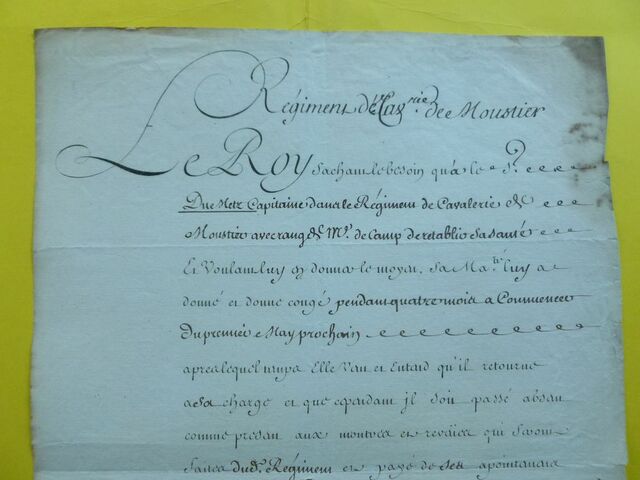 Régiment de Cav.rie de Moustier
Le Roy Sachant le besoin qu'a le S.r
Du Metz Capitaine dans le Régiment de Cavalerie de
Moustier avec rang de M.e de Camp de retablir Sa Santé
Et Voulant luy en donner le moyen, Sa Ma.té luy a
donné et donne congé pendant quatre mois a Commencer
Du premier May prochain
apres lequel temps Elle Veut et Entend qu'il retourne
a Sa charge et que cependant il Soit passé absent
comme present aux montres et reveües qui Seront
faites dud. Régiment et payé de Ses apointemens